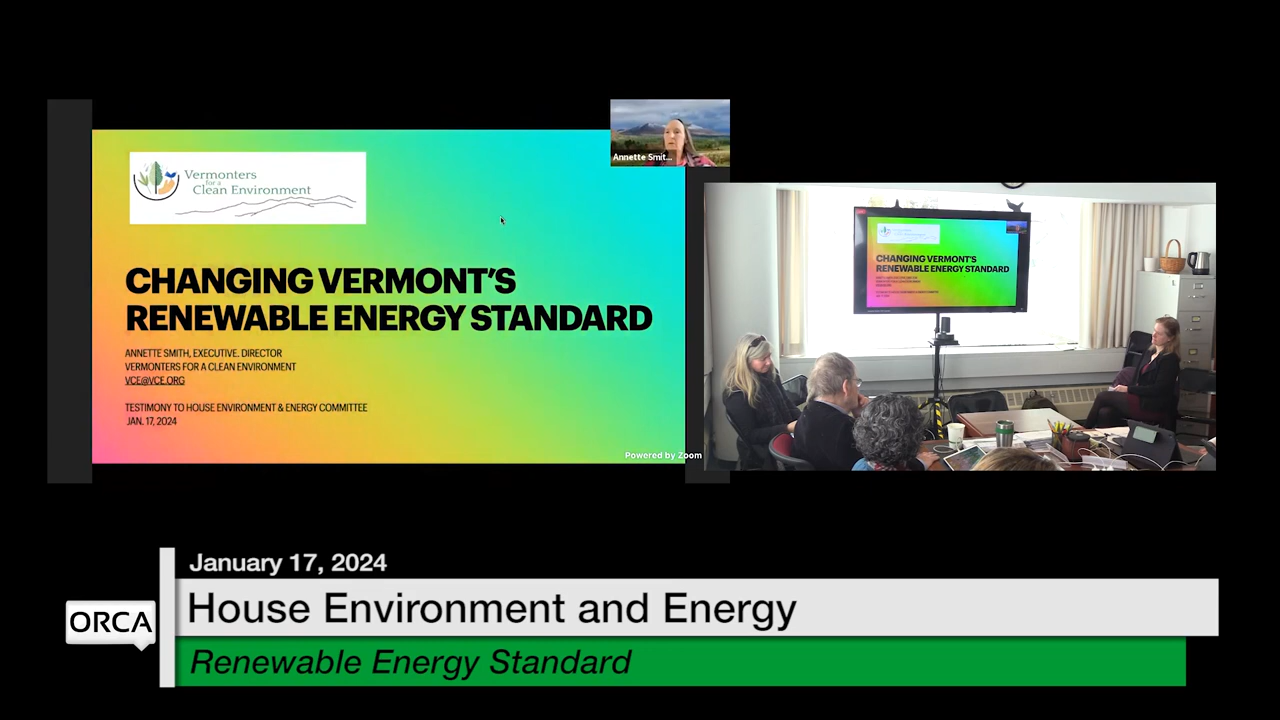 Vermonters
for a
Clean Environment
CHANGING VERMONT'S
RENEWABLE ENERGY STANDARD
ANNETTE SMITH, EXECUTIVE. DIRECTOR
VERMONTERS FOR A CLEAN ENVIRONMENT
VCE@VCE.ORG
TESTIMONY TO HOUSE ENVIRONMENT & ENERGY COMMITTEE
JAN. 17, 2024
Annette Smit...
Powered by Zoom
CHANGING VERMONT'S
RENEWABLE ENERGY STANDARD
January 17, 2024
House Environment and Energy
Renewable Energy Standard
ORCA